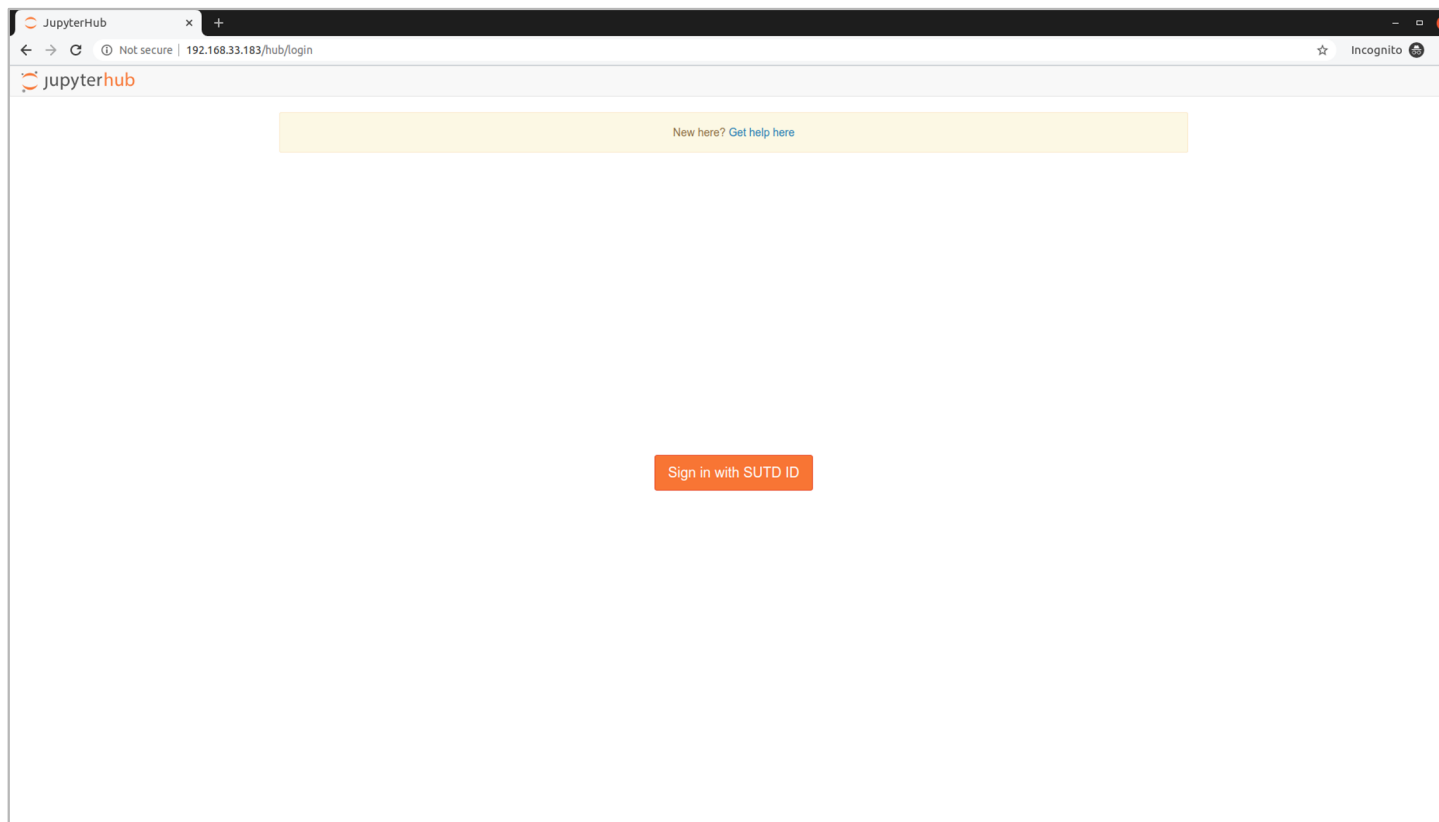 JupyterHub
Not secure 192.168.33.183/hub/login Incognito
jupyterhub
New here? Get help here
Sign in with SUTD ID